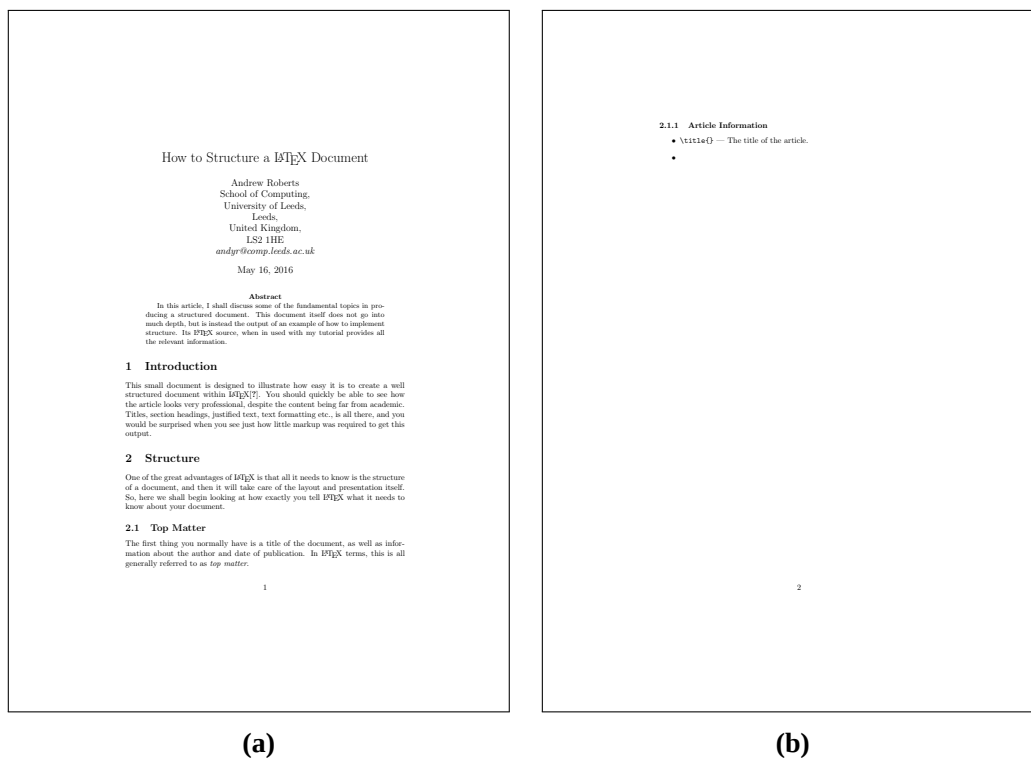 How to Structure a LATEX Document
Andrew Roberts
School of Computing,
University of Leeds,
Leeds,
United Kingdom,
LS2 1HE
andyr@comp.leeds.ac.uk
May 16, 2016
Abstract
In this article, I shall discuss some of the fundamental topics in pro-
ducing a structured document. This document itself does not go into
much depth, but is instead the output of an example of how to implement
structure. Its LATEX source, when in used with my tutorial provides all
the relevant information.
1 Introduction
This small document is designed to illustrate how easy it is to create a well
structured document within LATEX[?]. You should quickly be able to see how
the article looks very professional, despite the content being far from academic.
Titles, section headings, justified text, text formatting etc., is all there, and you
would be surprised when you see just how little markup was required to get this
output.
2 Structure
One of the great advantages of LATEX is that all it needs to know is the structure
of a document, and then it will take care of the layout and presentation itself.
So, here we shall begin looking at how exactly you tell LATEX what it needs to
know about your document.
2.1 Top Matter
The first thing you normally have is a title of the document, as well as infor-
mation about the author and date of publication. In LATEX terms, this is all
generally referred to as top matter.
1
(a)
2.1.1 Article Information
• \title{} — The title of the article.
•
2
(b)